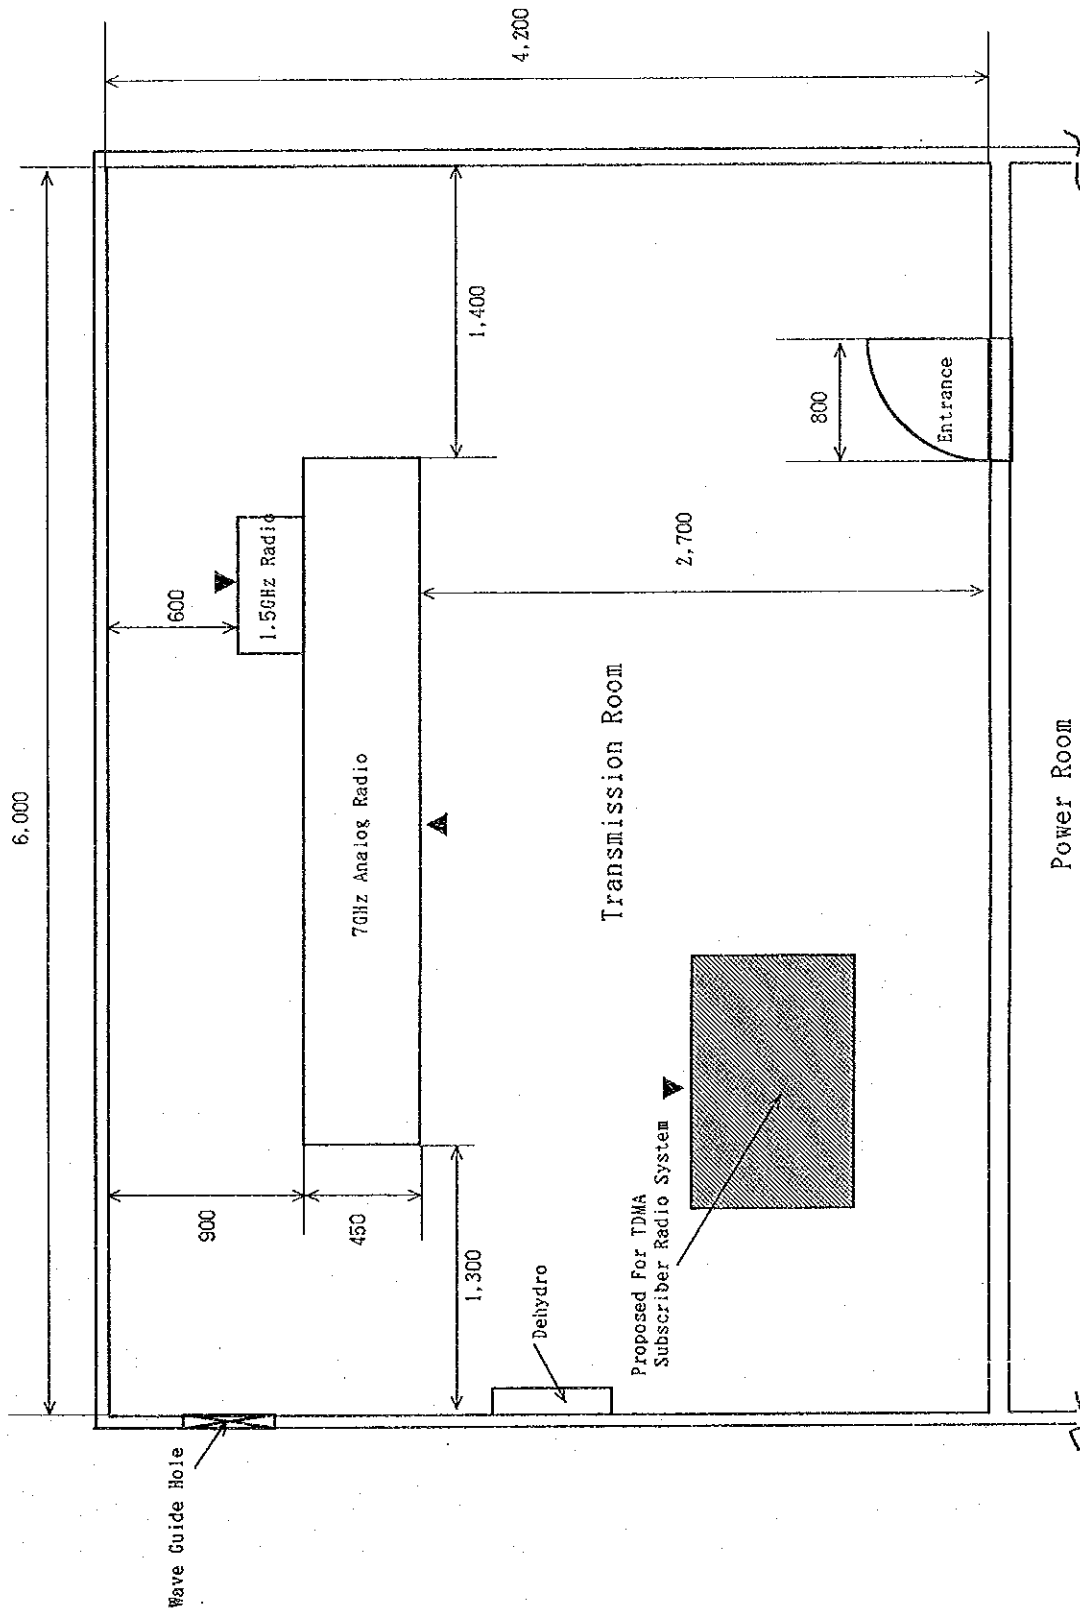 6,000
4,200
Wave Guide Hole
900
600
1.5GHz Radio
450
7GHz Analog Radio
1,300
1,400
Dehydro
Transmission Room
2,700
Proposed For TDMA
Subscriber Radio System
800
Entrance
Power Room